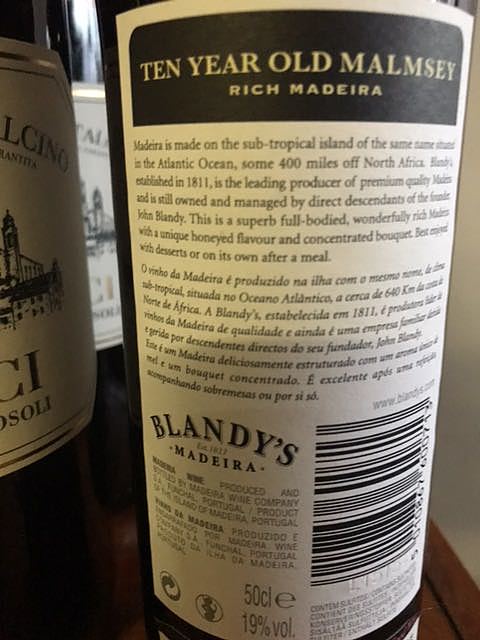 TEN YEAR OLD MALMSEY
RICH MADEIRA
Madeira is made on the sub-tropical island of the same name situated
in the Atlantic Ocean, some 400 miles off North Africa. Blandy's
established in 1811, is the leading producer of premium quality Madeira
and is still owned and managed by direct descendants of the founder,
John Blandy. This is a superb full-bodied, wonderfully rich Madeira
with a unique honeyed flavour and concentrated bouquet. Best enjoyed
with desserts or on its own after a meal.
O vinho da Madeira é produzido na ilha com o mesmo nome, de clima
sub-tropical, situada no Oceano Atlântico, a cerca de 640 Km da costa do
Norte de África. A Blandy's, estabelecida em 1811, é produtora líder de
vinhos da Madeira de qualidade e ainda é uma empresa familiar detida
e gerida por descendentes directos do seu fundador, John Blandy.
Este é um Madeira deliciosamente estruturado com um aroma único de
mel e um bouquet concentrado. É excelente após uma refeição,
acompanhando sobremesas ou por si só.
www.blandys.com
BLANDY'S
Est. 1811
MADEIRA
MADEIRA WINE PRODUCED AND
BOTTLED BY MADEIRA WINE COMPANY
S.A. FUNCHAL, PORTUGAL / PRODUCT
OF THE ISLAND OF MADEIRA, PORTUGAL
VINHO DA MADEIRA PRODUZIDO E
ENGARRAFADO POR MADEIRA WINE
COMPANY S.A. FUNCHAL, PORTUGAL
PRODUTO DA ILHA DA MADEIRA,
PORTUGAL
50cl e
19% vol.
LCINO
RANTITA
CI
OSOLI
TAL
I
SOLI